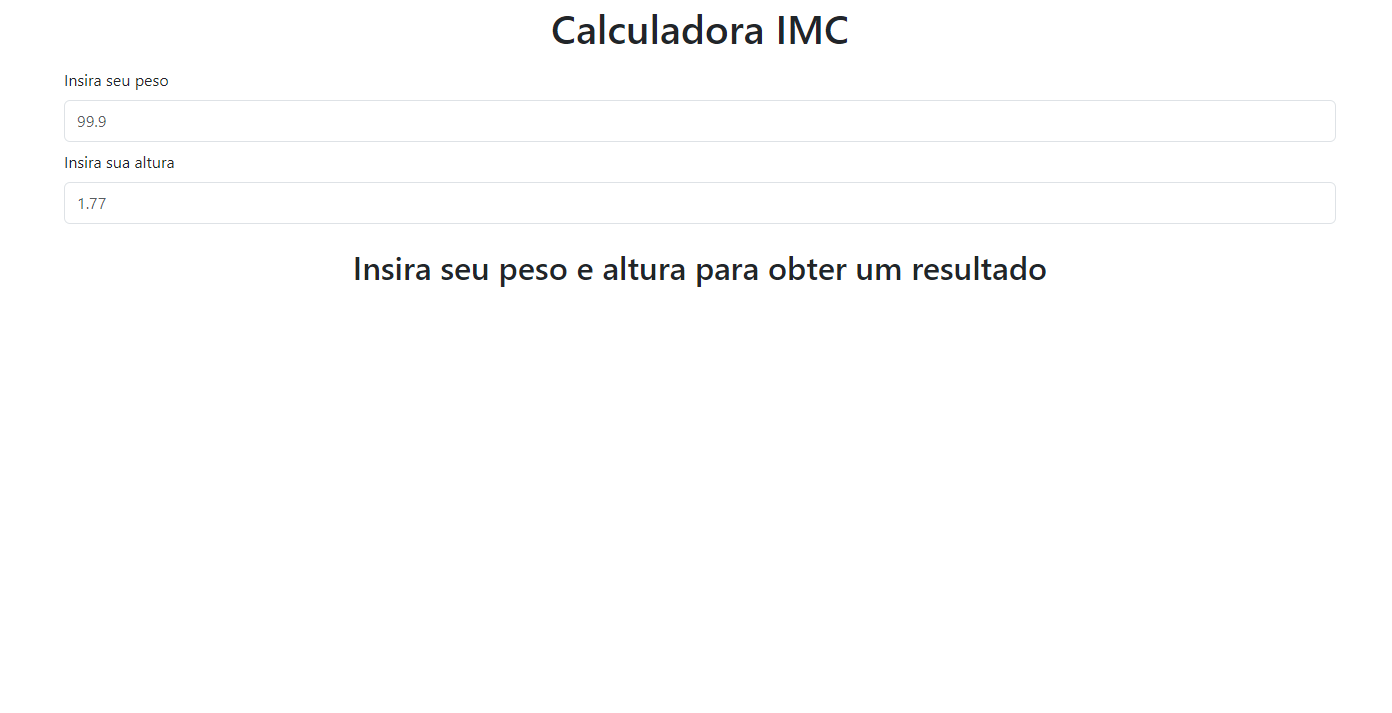 Calculadora IMC
Insira seu peso
99.9
Insira sua altura
1.77
Insira seu peso e altura para obter um resultado